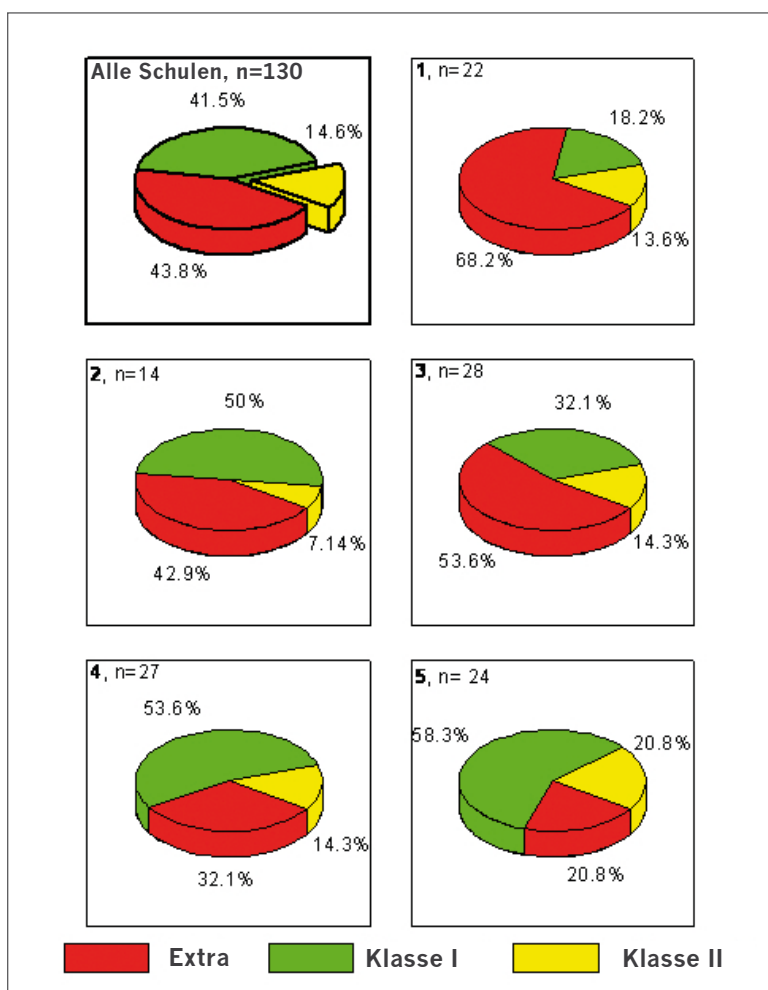 Alle Schulen, n=130
41.5%
14.6%
43.8%
1, n=22
18.2%
13.6%
68.2%
2, n=14
50%
7.14%
42.9%
3, n=28
32.1%
14.3%
53.6%
4, n=27
53.6%
14.3%
32.1%
5, n= 24
58.3%
20.8%
20.8%
Extra Klasse I Klasse II